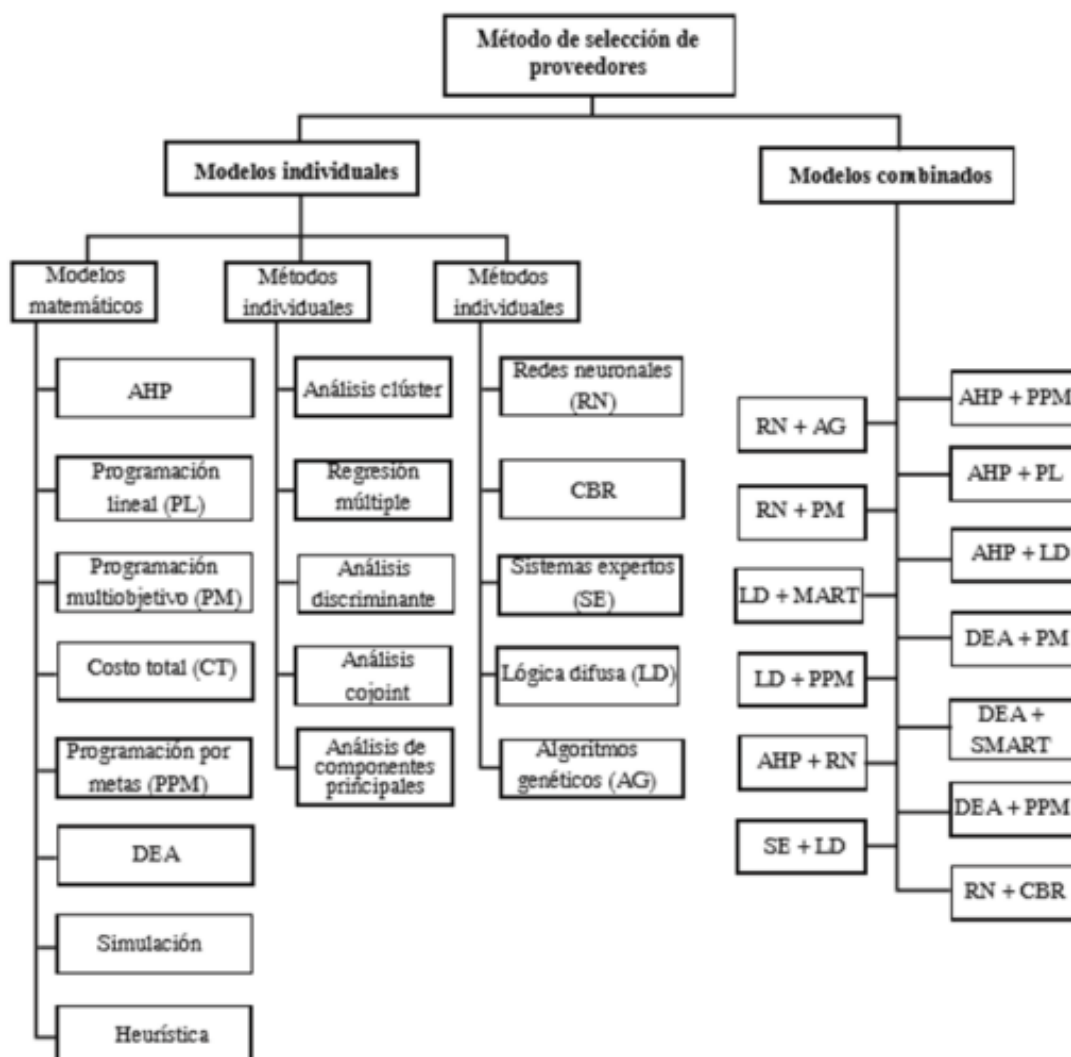 Método de selección de
proveedores
Modelos individuales
Modelos combinados
Modelos
matemáticos
Métodos
individuales
Métodos
individuales
AHP
Programación
lineal (PL)
Programación
multiobjetivo (PM)
Costo total (CT)
Programación por
metas (PPM)
DEA
Simulación
Heurística
Análisis clúster
Regresión
múltiple
Análisis
discriminante
Análisis
cojoint
Análisis de
componentes
principales
Redes neuronales
(RN)
CBR
Sistemas expertos
(SE)
Lógica difusa (LD)
Algoritmos
genéticos (AG)
RN + AG
RN + PM
LD + MART
LD + PPM
AHP + RN
SE + LD
AHP + PPM
AHP + PL
AHP + LD
DEA + PM
DEA +
SMART
DEA + PPM
RN + CBR